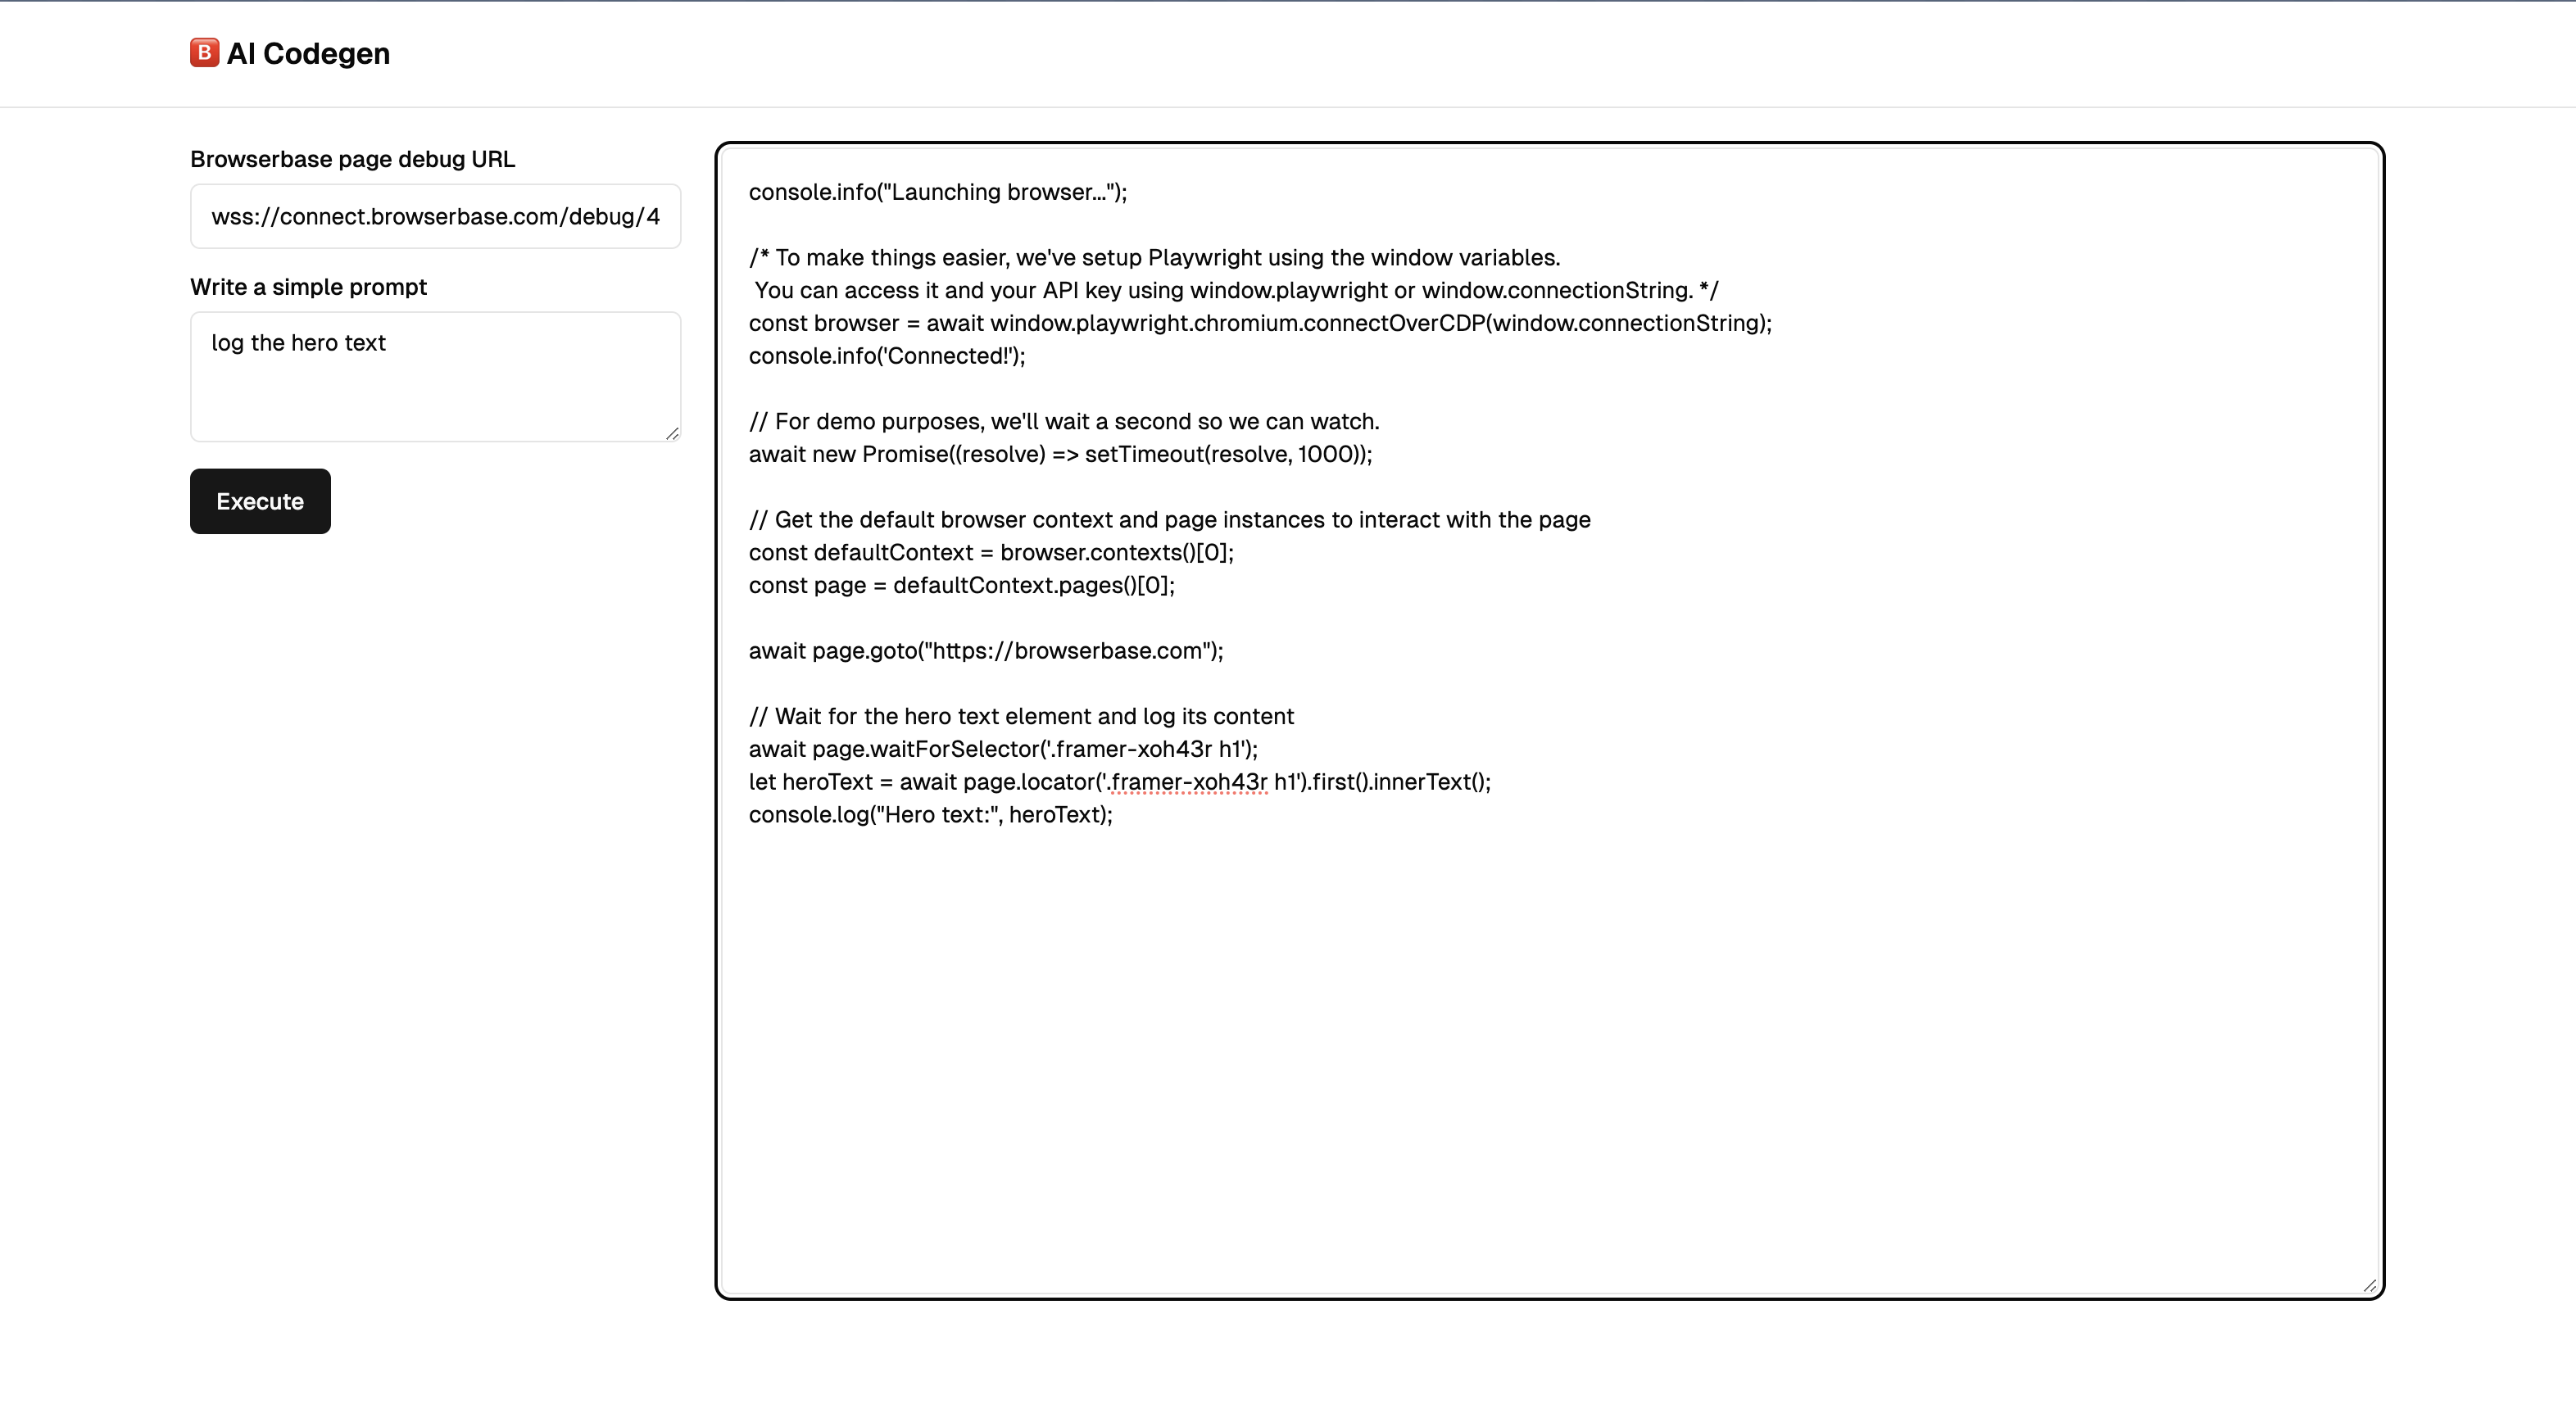 🅱️ AI Codegen
Browserbase page debug URL
wss://connect.browserbase.com/debug/4
Write a simple prompt
log the hero text
Execute
console.info("Launching browser...");
/* To make things easier, we've setup Playwright using the window variables.
You can access it and your API key using window.playwright or window.connectionString. */
const browser = await window.playwright.chromium.connectOverCDP(window.connectionString);
console.info('Connected!');
// For demo purposes, we'll wait a second so we can watch.
await new Promise((resolve) => setTimeout(resolve, 1000));
// Get the default browser context and page instances to interact with the page
const defaultContext = browser.contexts()[0];
const page = defaultContext.pages()[0];
await page.goto("https://browserbase.com");
// Wait for the hero text element and log its content
await page.waitForSelector('.framer-xoh43r h1');
let heroText = await page.locator('.framer-xoh43r h1').first().innerText();
console.log("Hero text:", heroText);